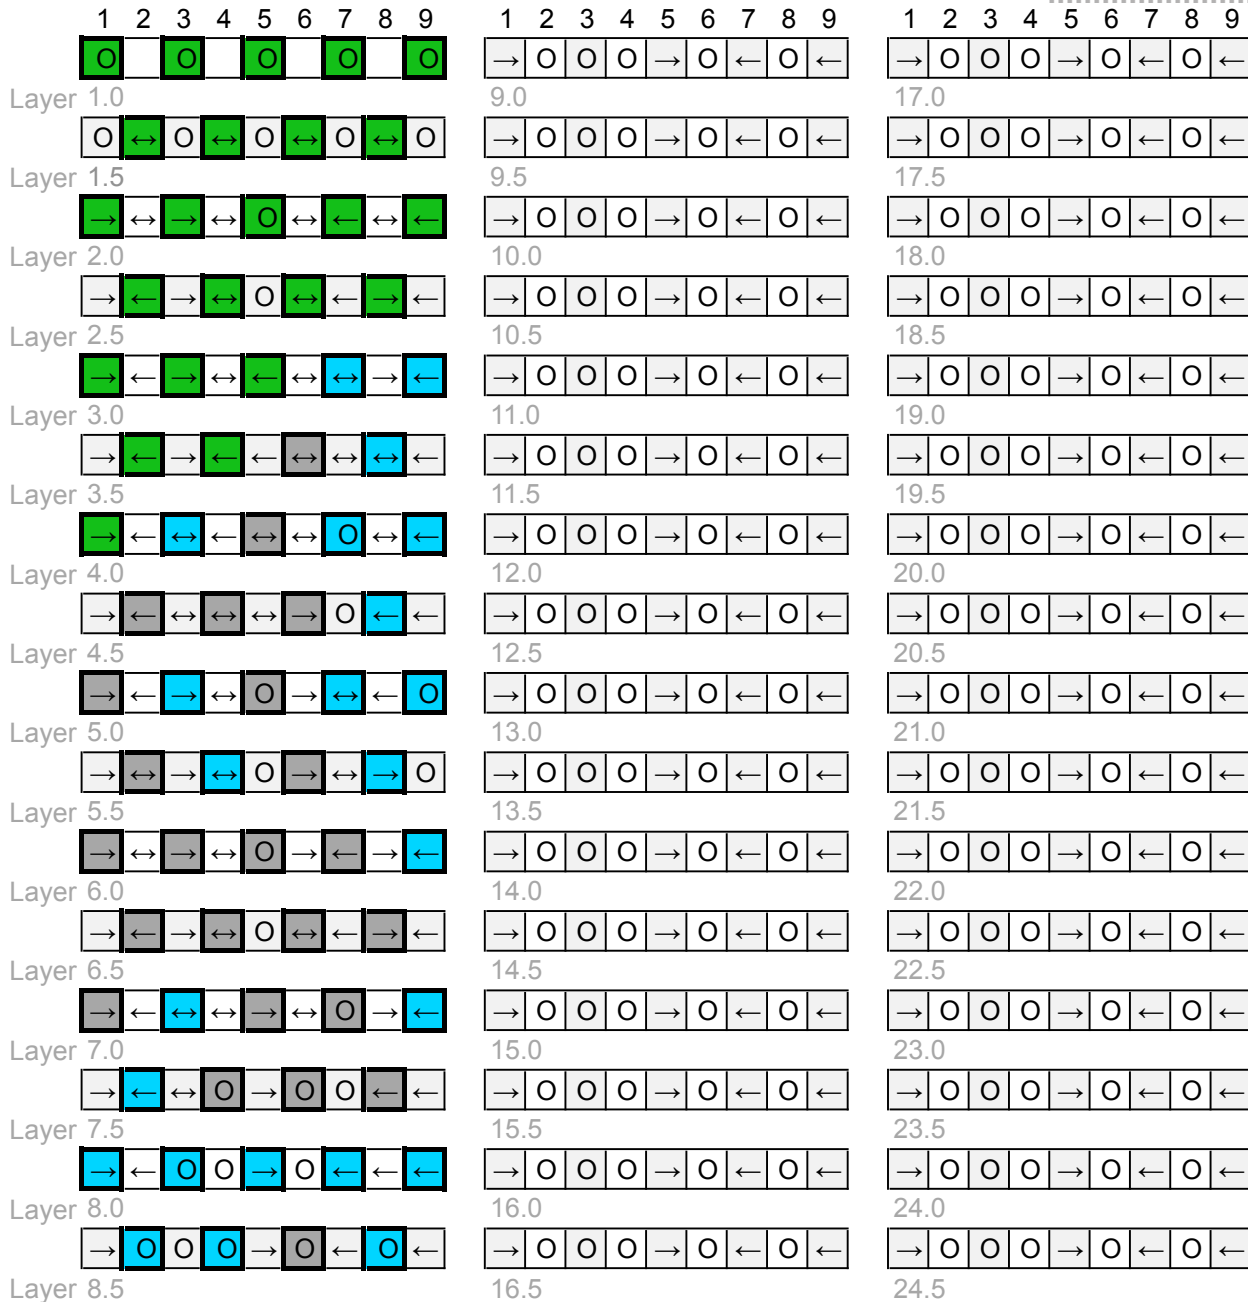 1 2 3 4 5 6 7 8 9 1 2 3 4 5 6 7 8 9 1 2 3 4 5 6 7 8 9
O O O O O → O O O → O ← O ← → O O O → O ← O ←
Layer 1.0 9.0 17.0
O ↔ O ↔ O ↔ O ↔ O → O O O → O ← O ← → O O O → O ← O ←
Layer 1.5 9.5 17.5
→ ↔ → ↔ O ↔ ← ↔ ← → O O O → O ← O ← → O O O → O ← O ←
Layer 2.0 10.0 18.0
→ ← → ↔ O ↔ ← → ← → O O O → O ← O ← → O O O → O ← O ←
Layer 2.5 10.5 18.5
→ ← → ↔ ← ↔ ↔ → ← → O O O → O ← O ← → O O O → O ← O ←
Layer 3.0 11.0 19.0
→ ← → ← ← ↔ ↔ ↔ ← → O O O → O ← O ← → O O O → O ← O ←
Layer 3.5 11.5 19.5
→ ← ↔ ← ↔ ↔ O ↔ ← → O O O → O ← O ← → O O O → O ← O ←
Layer 4.0 12.0 20.0
→ ← ↔ ↔ ↔ → O ← ← → O O O → O ← O ← → O O O → O ← O ←
Layer 4.5 12.5 20.5
→ ← → ↔ O → ↔ ← O → O O O → O ← O ← → O O O → O ← O ←
Layer 5.0 13.0 21.0
→ ↔ → ↔ O → ↔ → O → O O O → O ← O ← → O O O → O ← O ←
Layer 5.5 13.5 21.5
→ ↔ → ↔ O → ← → ← → O O O → O ← O ← → O O O → O ← O ←
Layer 6.0 14.0 22.0
→ ← → ↔ O ↔ ← → ← → O O O → O ← O ← → O O O → O ← O ←
Layer 6.5 14.5 22.5
→ ← ↔ ↔ → ↔ O → ← → O O O → O ← O ← → O O O → O ← O ←
Layer 7.0 15.0 23.0
→ ← ↔ O → O O ← ← → O O O → O ← O ← → O O O → O ← O ←
Layer 7.5 15.5 23.5
→ ← O O → O ← ← ← → O O O → O ← O ← → O O O → O ← O ←
Layer 8.0 16.0 24.0
→ O O O → O ← O ← → O O O → O ← O ← → O O O → O ← O ←
Layer 8.5 16.5 24.5